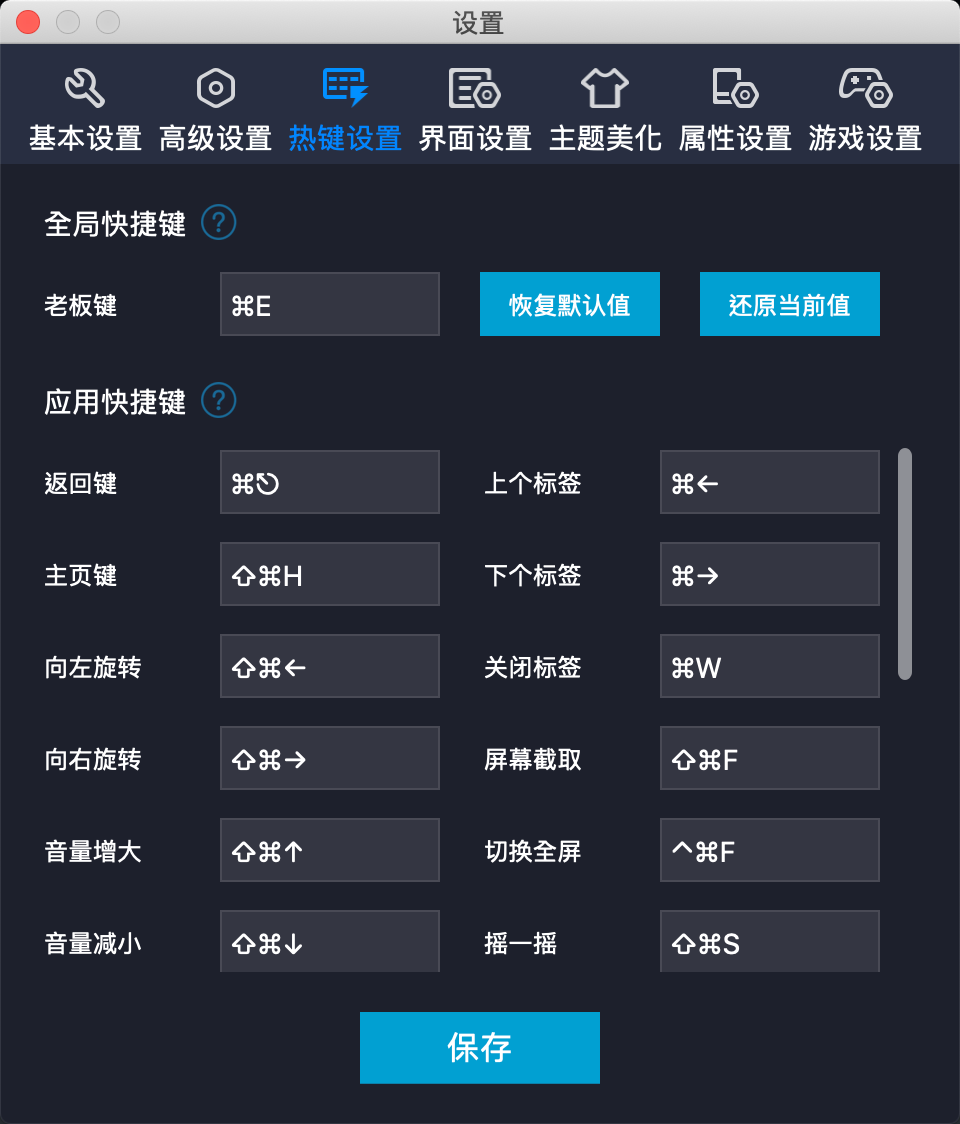 设置
基本设置 高级设置 热键设置 界面设置 主题美化 属性设置 游戏设置
全局快捷键 ?
老板键 ⌘E 恢复默认值 还原当前值
应用快捷键 ?
返回键 ⌘⎋ 上个标签 ⌘←
主页键 ⇧⌘H 下个标签 ⌘→
向左旋转 ⇧⌘← 关闭标签 ⌘W
向右旋转 ⇧⌘→ 屏幕截取 ⇧⌘F
音量增大 ⇧⌘↑ 切换全屏 ^⌘F
音量减小 ⇧⌘↓ 摇一摇 ⇧⌘S
保存